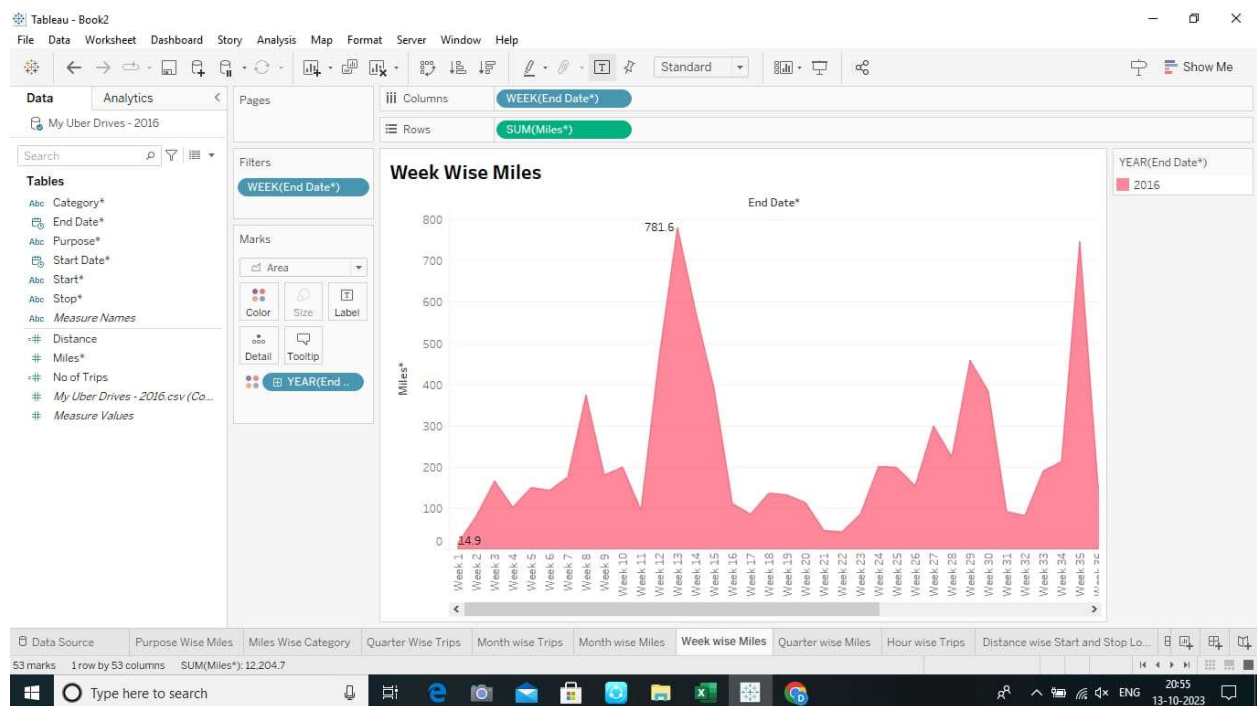 Tableau - Book2
File Data Worksheet Dashboard Story Analysis Map Format Server Window Help
Standard
Show Me
Data Analytics
My Uber Drives - 2016
Search
Tables
Abc Category*
End Date*
Abc Purpose*
Start Date*
Abc Start*
Abc Stop*
Abc Measure Names
Distance
Miles*
No of Trips
My Uber Drives - 2016.csv (Co...
Measure Values
Pages
Filters
WEEK(End Date*)
Marks
Area
Color Size Label
Detail Tooltip
YEAR(End ..
Columns WEEK(End Date*)
Rows SUM(Miles*)
Week Wise Miles
End Date*
800
700
600
500
400
300
200
100
0
Miles*
781.6
14.9
Week 1
Week 2
Week 3
Week 4
Week 5
Week 6
Week 7
Week 8
Week 9
Week 10
Week 11
Week 12
Week 13
Week 14
Week 15
Week 16
Week 17
Week 18
Week 19
Week 20
Week 21
Week 22
Week 23
Week 24
Week 25
Week 26
Week 27
Week 28
Week 29
Week 30
Week 31
Week 32
Week 33
Week 34
Week 35
YEAR(End Date*)
2016
Data Source Purpose Wise Miles Miles Wise Category Quarter Wise Trips Month wise Trips Month wise Miles Week wise Miles Quarter wise Miles Hour wise Trips Distance wise Start and Stop Lo...
53 marks 1 row by 53 columns SUM(Miles*): 12,204.7
Type here to search
ENG
20:55
13-10-2023